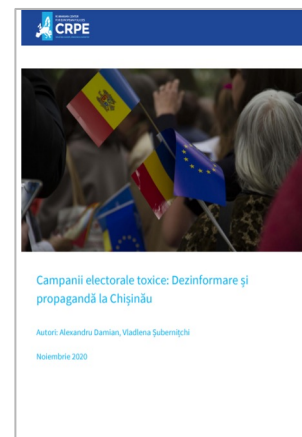 CRPE
Campanii electorale toxice: Dezinformare și
propagandă la Chișinău
Autori: Alexandru Damian, Vladlena Șubernițchi
Noiembrie 2020